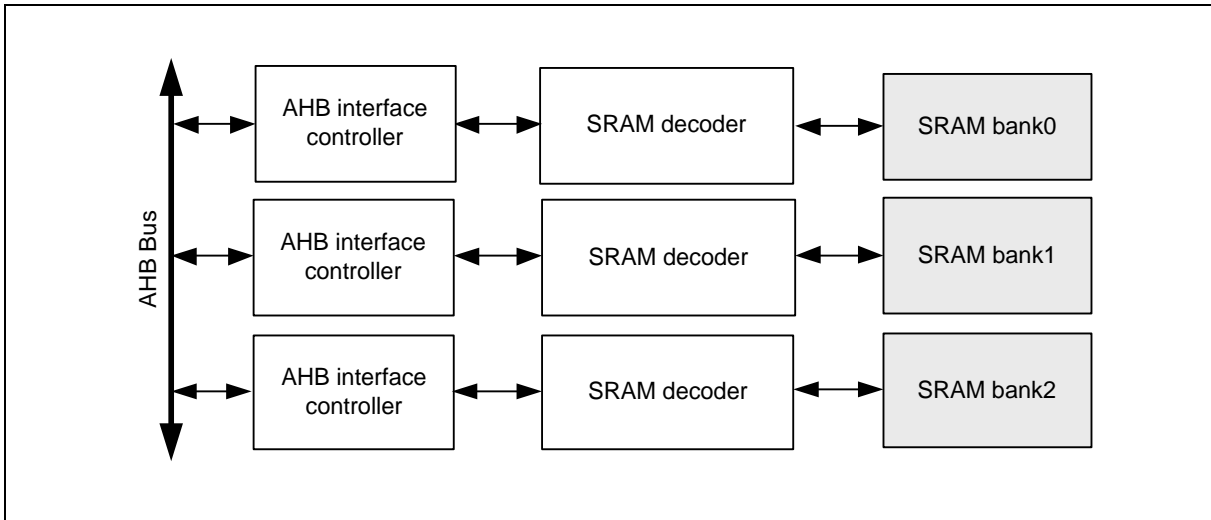 AHB Bus
AHB interface
controller
SRAM decoder
SRAM bank0
AHB interface
controller
SRAM decoder
SRAM bank1
AHB interface
controller
SRAM decoder
SRAM bank2